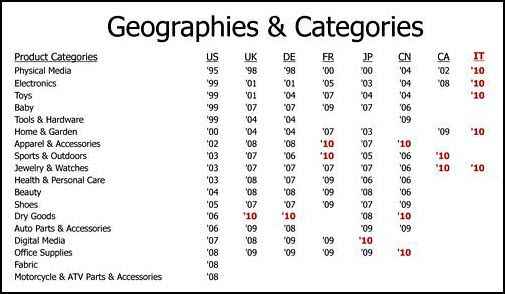 Geographies & Categories
Product Categories US UK DE FR JP CN CA IT
Physical Media '95 '98 '98 '00 '00 '04 '02 '10
Electronics '99 '01 '01 '05 '03 '04 '08 '10
Toys '99 '01 '04 '07 '04 '04 '10
Baby '99 '07 '07 '09 '07 '06
Tools & Hardware '99 '04 '04 '09
Home & Garden '00 '04 '04 '07 '03 '09 '10
Apparel & Accessories '02 '08 '08 '10 '07 '10
Sports & Outdoors '03 '07 '06 '10 '05 '06 '10
Jewelry & Watches '03 '07 '07 '07 '07 '06 '10 '10
Health & Personal Care '03 '08 '07 '09 '06 '06
Beauty '04 '08 '08 '09 '08 '06
Shoes '05 '07 '08 '09 '07 '09
Dry Goods '06 '10 '10 '08 '10
Auto Parts & Accessories '06 '09 '08 '09 '09
Digital Media '07 '08 '09 '09 '10
Office Supplies '08 '08 '09 '09 '09 '10
Fabric '08
Motorcycle & ATV Parts & Accessories '08